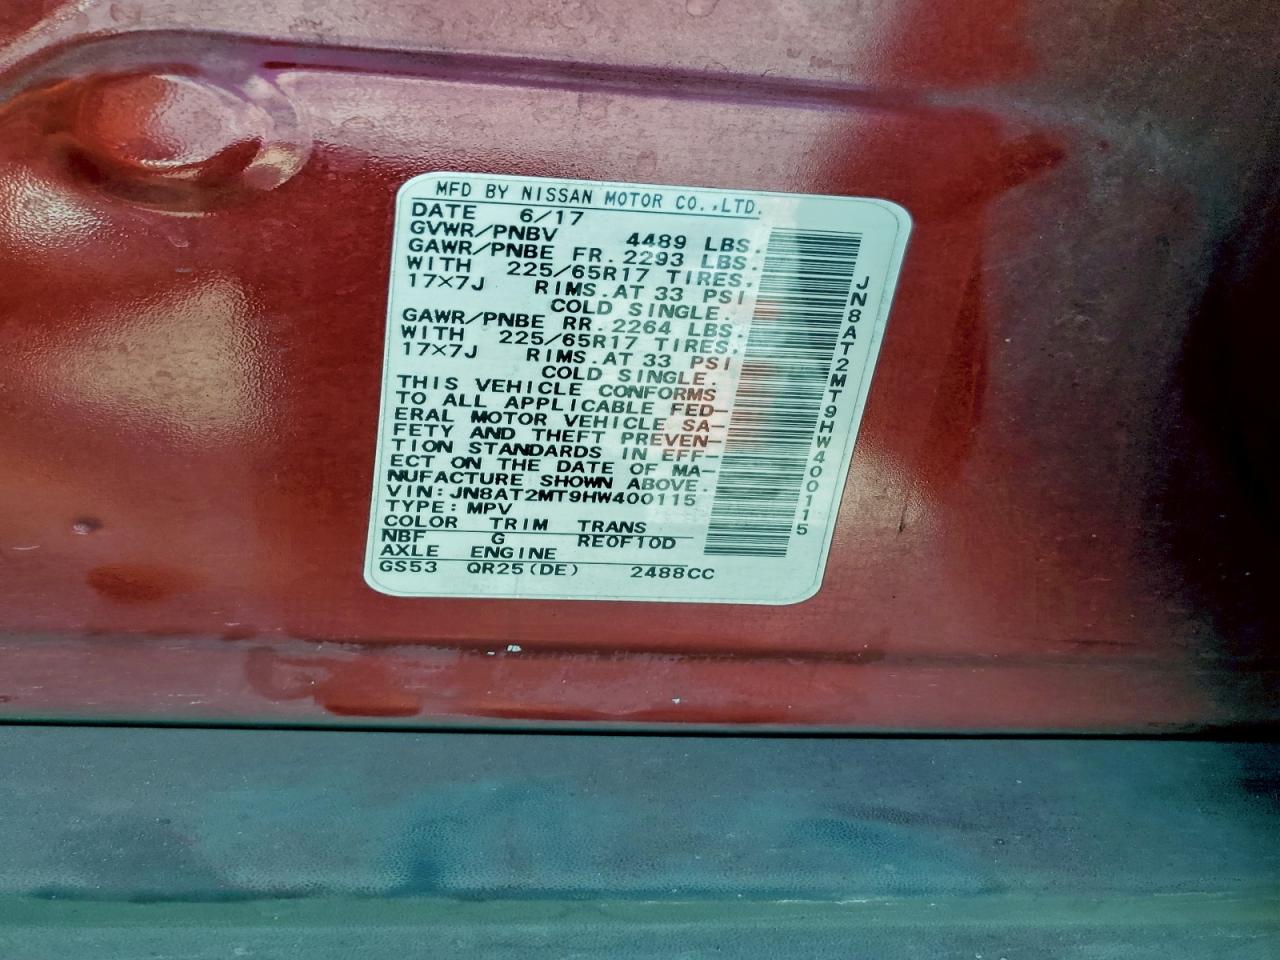 MFD BY NISSAN MOTOR CO.,LTD.
DATE 6/17
GVWR/PNBV 4489 LBS.
GAWR/PNBE FR. 2293 LBS.
WITH 225/65R17 TIRES.
17×7J RIMS.AT 33 PSI
COLD SINGLE.
GAWR/PNBE RR. 2264 LBS.
WITH 225/65R17 TIRES.
17×7J RIMS.AT 33 PSI
COLD SINGLE.
THIS VEHICLE CONFORMS
TO ALL APPLICABLE FED-
ERAL MOTOR VEHICLE SA-
FETY AND THEFT PREVEN-
TION STANDARDS IN EFF-
ECT ON THE DATE OF MA-
NUFACTURE SHOWN ABOVE.
VIN:JN8AT2MT9HW400115
TYPE:MPV
COLOR TRIM TRANS
NBF G RE0F10D
AXLE ENGINE
GS53 QR25(DE) 2488CC
JN8AT2MT9HW400115